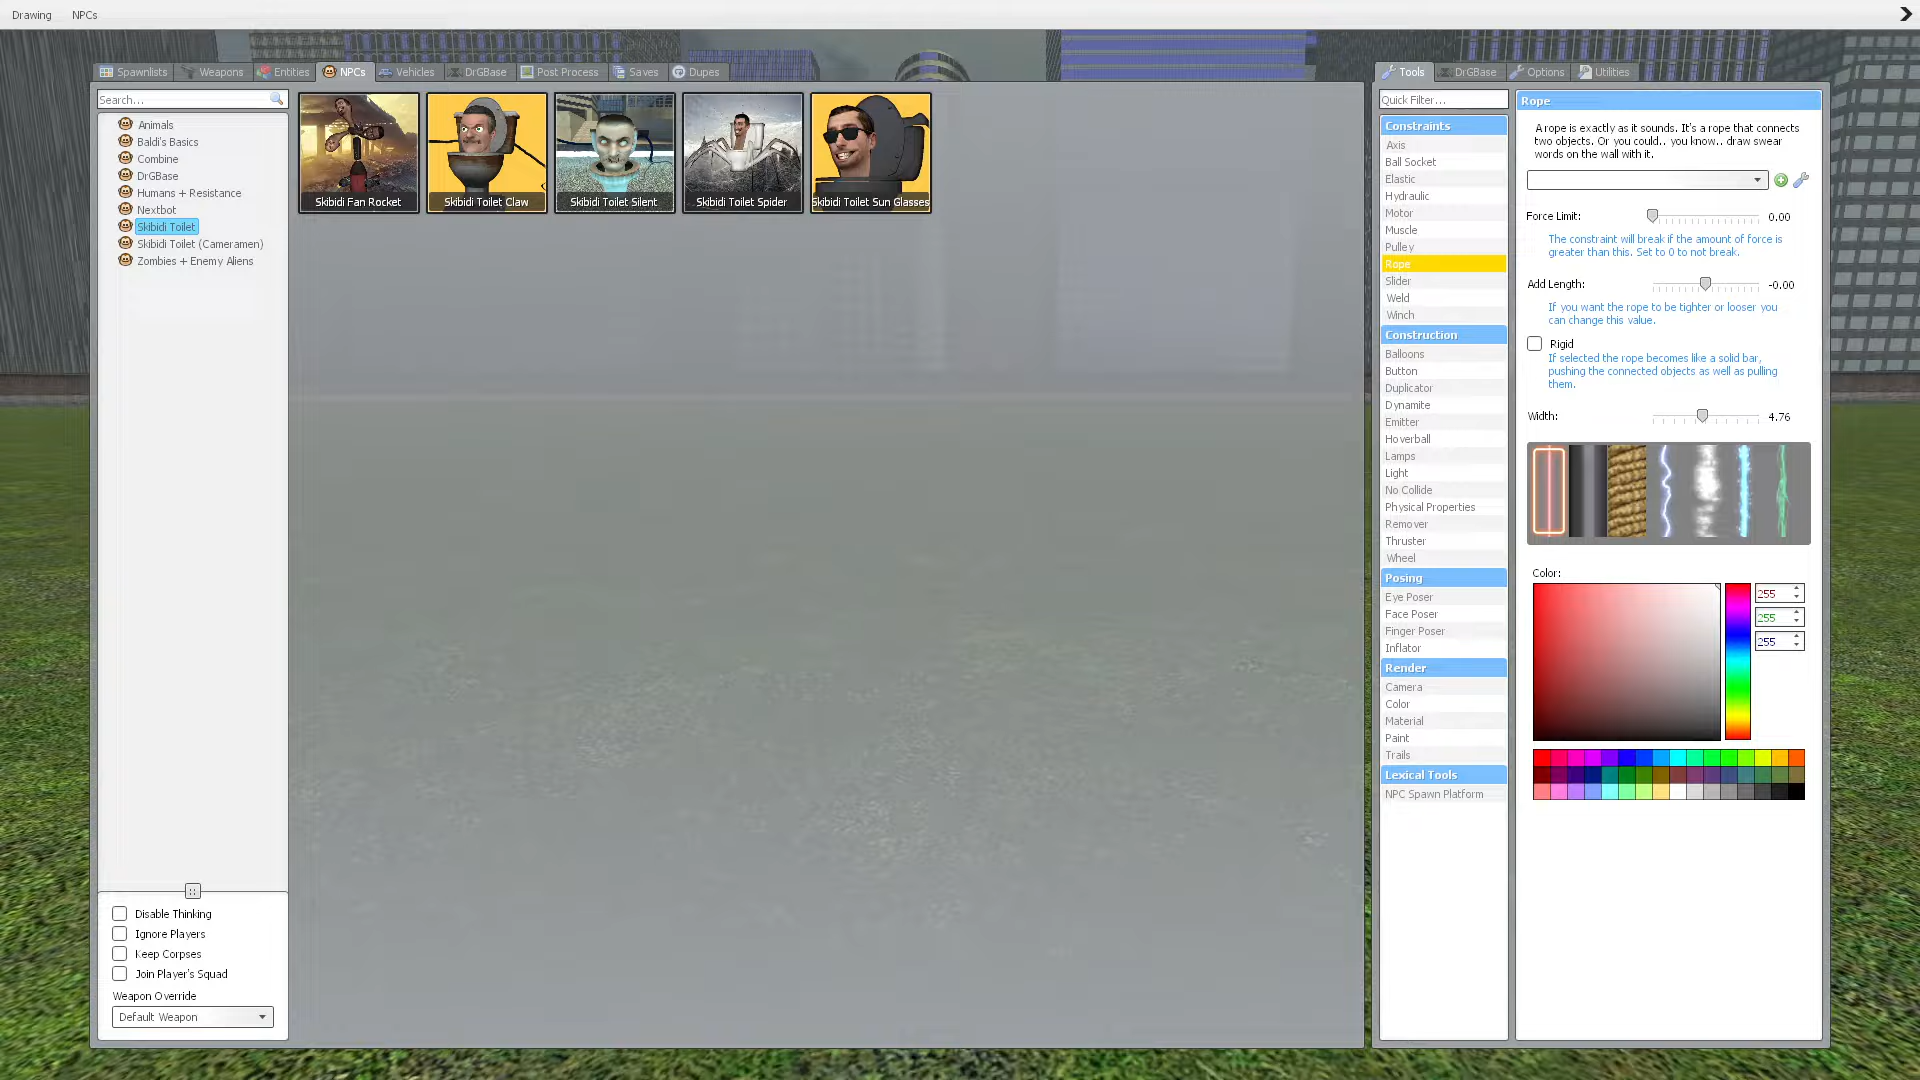 Drawing NPCs
Spawnlists Weapons Entities NPCs Vehicles DrGBase Post Process Saves Dupes
Search...
Animals
Baldi's Basics
Combine
DrGBase
Humans + Resistance
Nextbot
Skibidi Toilet
Skibidi Toilet (Cameramen)
Zombies + Enemy Aliens
Disable Thinking
Ignore Players
Keep Corpses
Join Player's Squad
Weapon Override
Default Weapon
Skibidi Fan Rocket
Skibidi Toilet Claw
Skibidi Toilet Silent
Skibidi Toilet Spider
Skibidi Toilet Sun Glasses
Tools DrGBase Options Utilities
Quick Filter...
Constraints
Axis
Ball Socket
Elastic
Hydraulic
Motor
Muscle
Pulley
Rope
Slider
Weld
Winch
Construction
Balloons
Button
Duplicator
Dynamite
Emitter
Hoverball
Lamps
Light
No Collide
Physical Properties
Remover
Thruster
Wheel
Posing
Eye Poser
Face Poser
Finger Poser
Inflator
Render
Camera
Color
Material
Paint
Trails
Lexical Tools
NPC Spawn Platform
Rope
A rope is exactly as it sounds. It's a rope that connects
two objects. Or you could.. you know.. draw swear
words on the wall with it.
Force Limit: 0.00
The constraint will break if the amount of force is
greater than this. Set to 0 to not break.
Add Length: -0.00
If you want the rope to be tighter or looser you
can change this value.
Rigid
If selected the rope becomes like a solid bar,
pushing the connected objects as well as pulling
them.
Width: 4.76
Color:
255
255
255